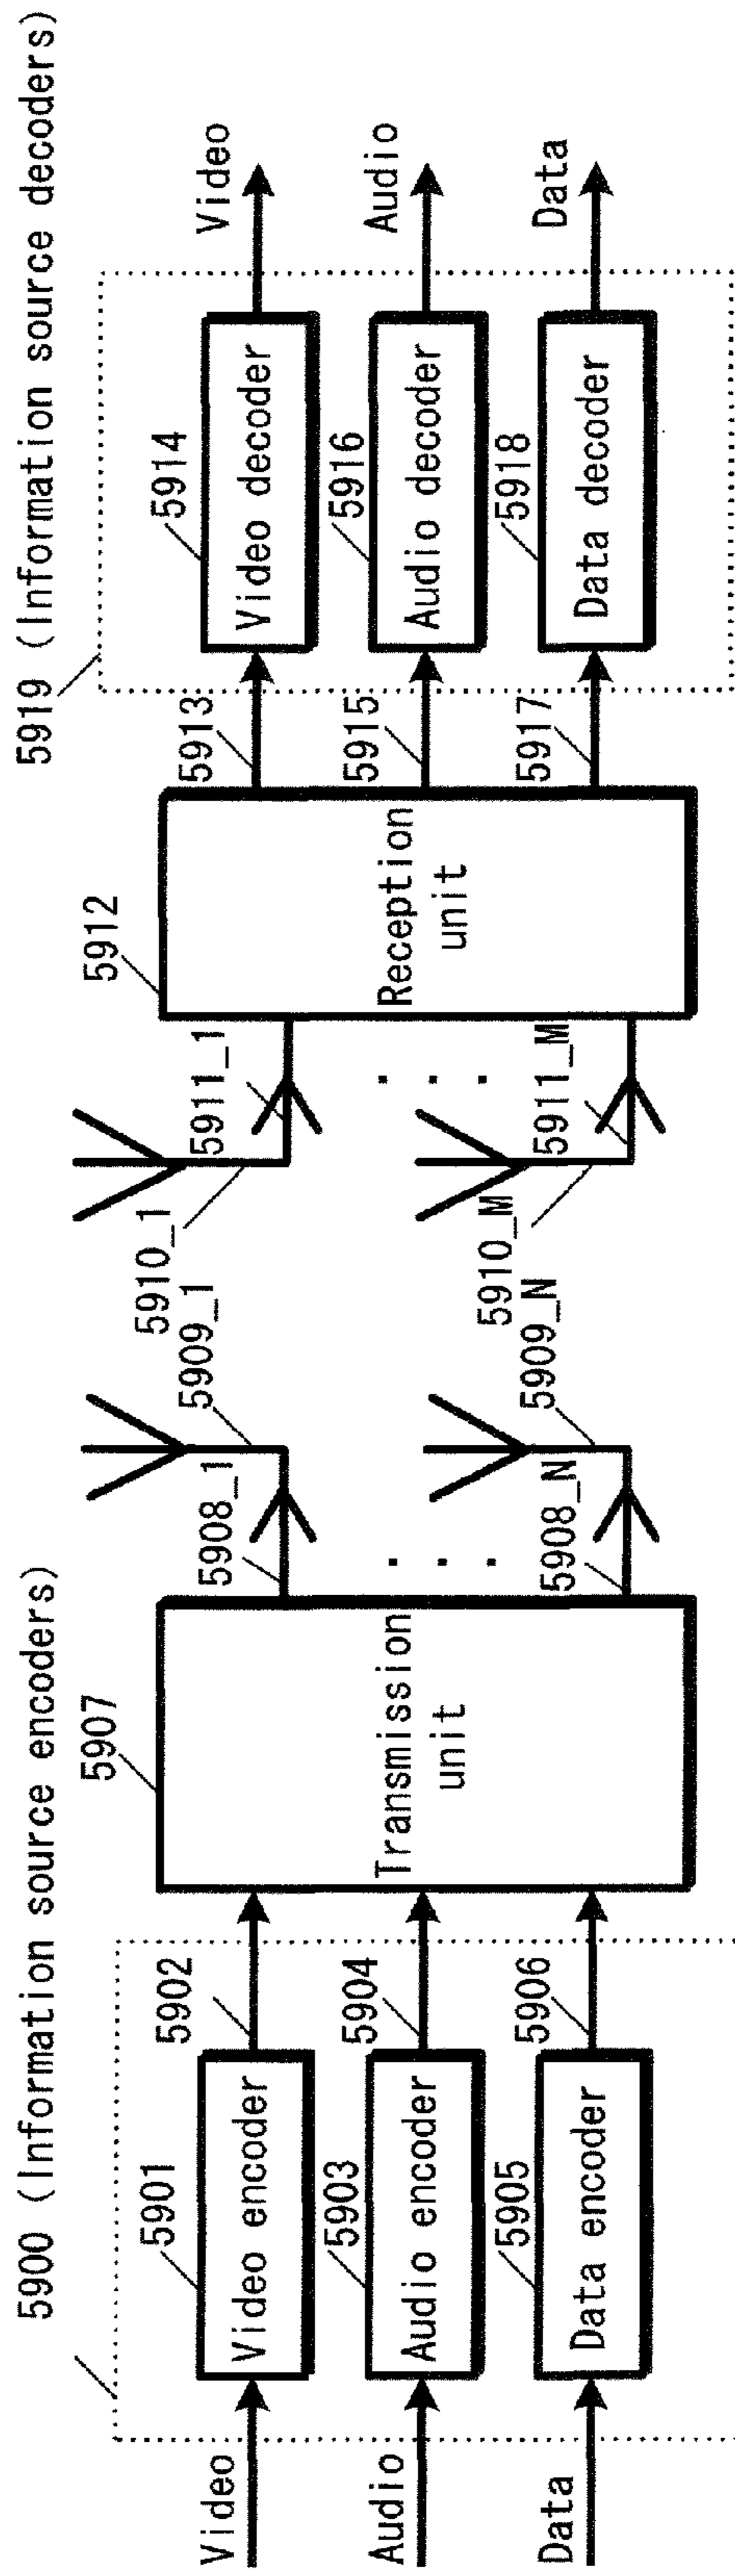 5900 (Information source encoders)
Video
5901
Video encoder
5902
Audio
5903
Audio encoder
5904
Data
5905
Data encoder
5906
5907
Transmission
unit
5908_1
5909_1
. . .
5908_N
5909_N
5910_1
5911_1
. . .
5910_M
5911_M
5912
Reception
unit
5919 (Information source decoders)
5913
5914
Video decoder
Video
5915
5916
Audio decoder
Audio
5917
5918
Data decoder
Data